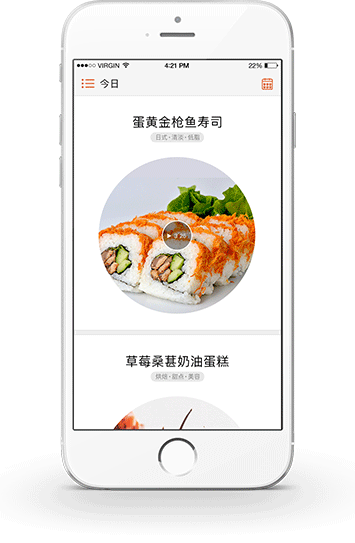 VIRGIN 4:21 PM 22%
今日
蛋黄金枪鱼寿司
日式 · 清淡 · 低脂
草莓桑葚奶油蛋糕
烘焙 · 甜点 · 美容